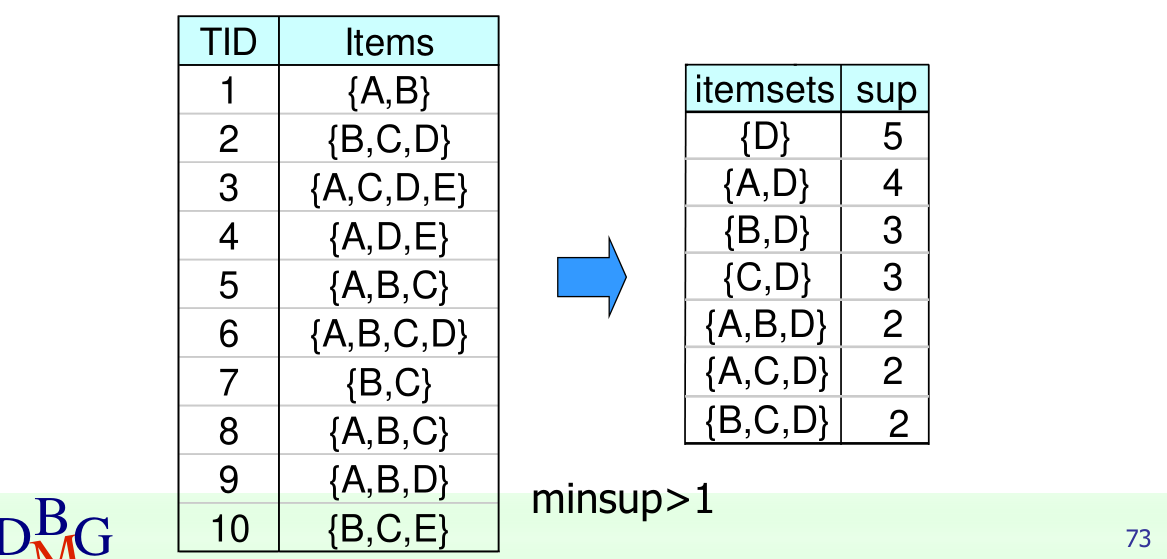 TID Items
1 {A,B}
2 {B,C,D}
3 {A,C,D,E}
4 {A,D,E}
5 {A,B,C}
6 {A,B,C,D}
7 {B,C}
8 {A,B,C}
9 {A,B,D}
10 {B,C,E}
itemsets sup
{D} 5
{A,D} 4
{B,D} 3
{C,D} 3
{A,B,D} 2
{A,C,D} 2
{B,C,D} 2
minsup>1
DBMG
73